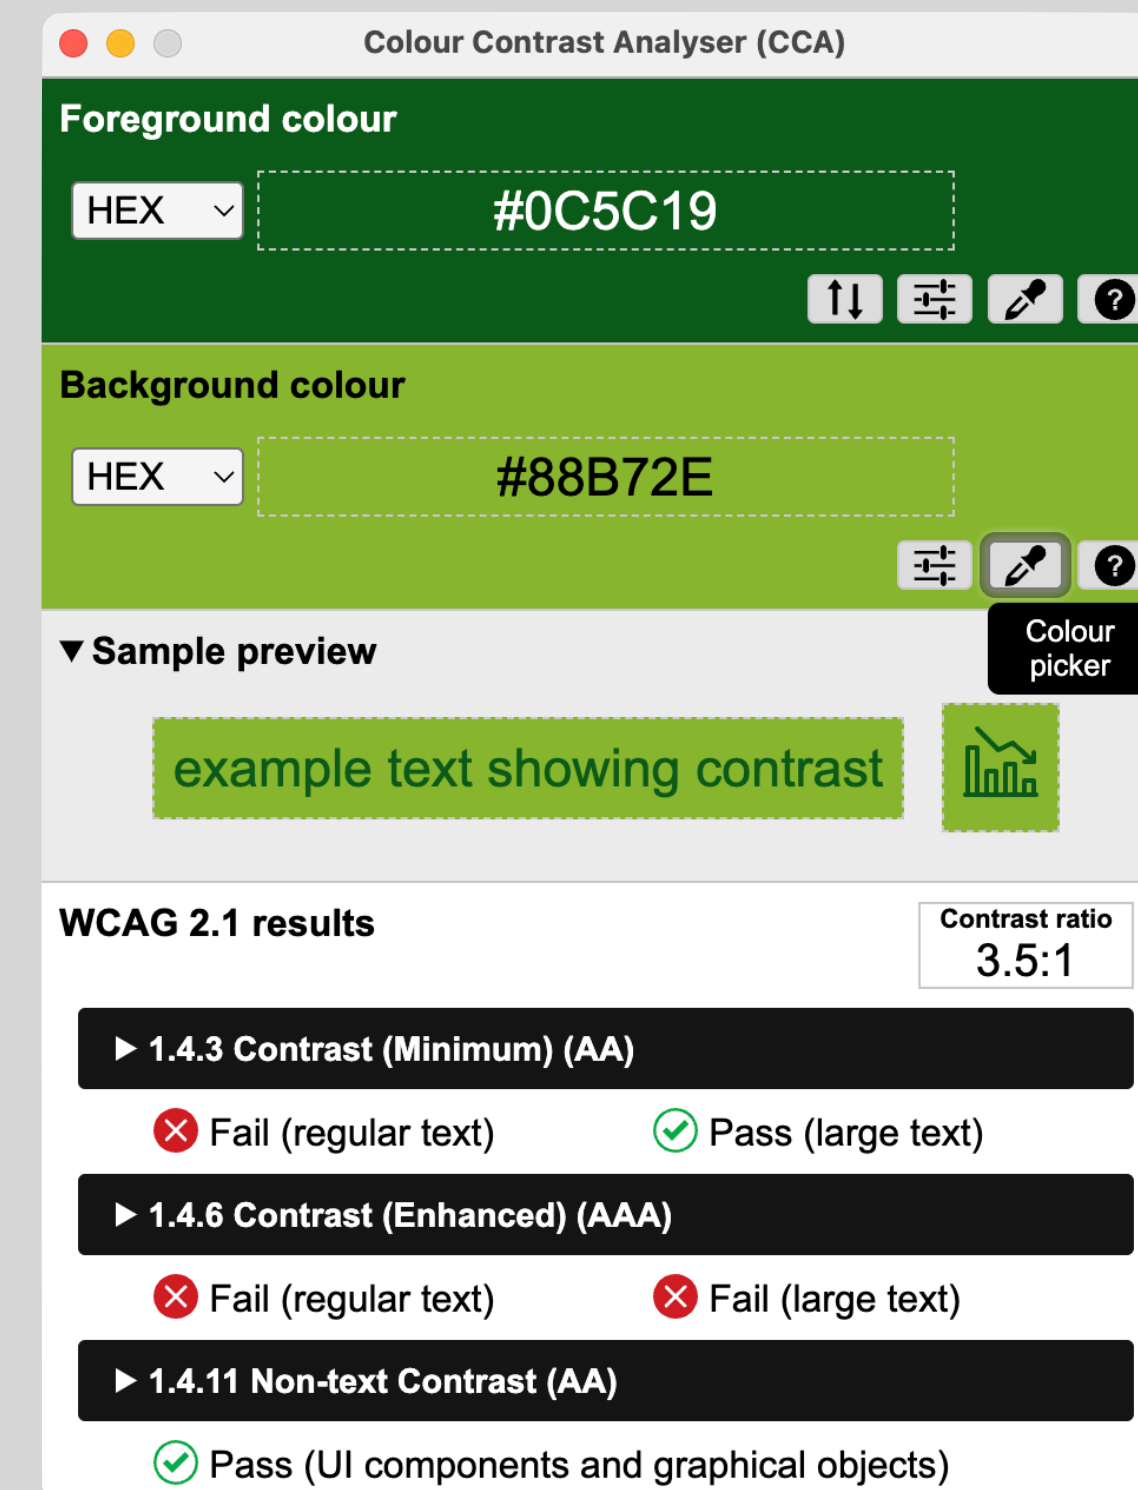 Colour Contrast Analyser (CCA)
Foreground colour
HEX
#0C5C19
?
Background colour
HEX
#88B72E
?
Colour
picker
▼ Sample preview
example text showing contrast
WCAG 2.1 results
Contrast ratio
3.5:1
▶ 1.4.3 Contrast (Minimum) (AA)
Fail (regular text) Pass (large text)
▶ 1.4.6 Contrast (Enhanced) (AAA)
Fail (regular text) Fail (large text)
▶ 1.4.11 Non-text Contrast (AA)
Pass (UI components and graphical objects)